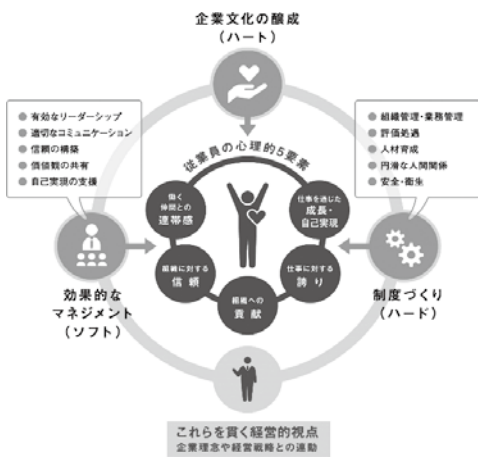 企業文化の醸成
(ハート)
有効なリーダーシップ
適切なコミュニケーション
信頼の構築
価値観の共有
自己実現の支援
組織管理・業務管理
評価処遇
人材育成
円滑な人間関係
安全・衛生
従業員の心理的5要素
働く
仲間との
連帯感
仕事を通じた
成長・
自己実現
組織に対する
信頼
仕事に対する
誇り
組織への
貢献
効果的な
マネジメント
(ソフト)
制度づくり
(ハード)
これらを貫く経営的視点
企業理念や経営戦略との連動